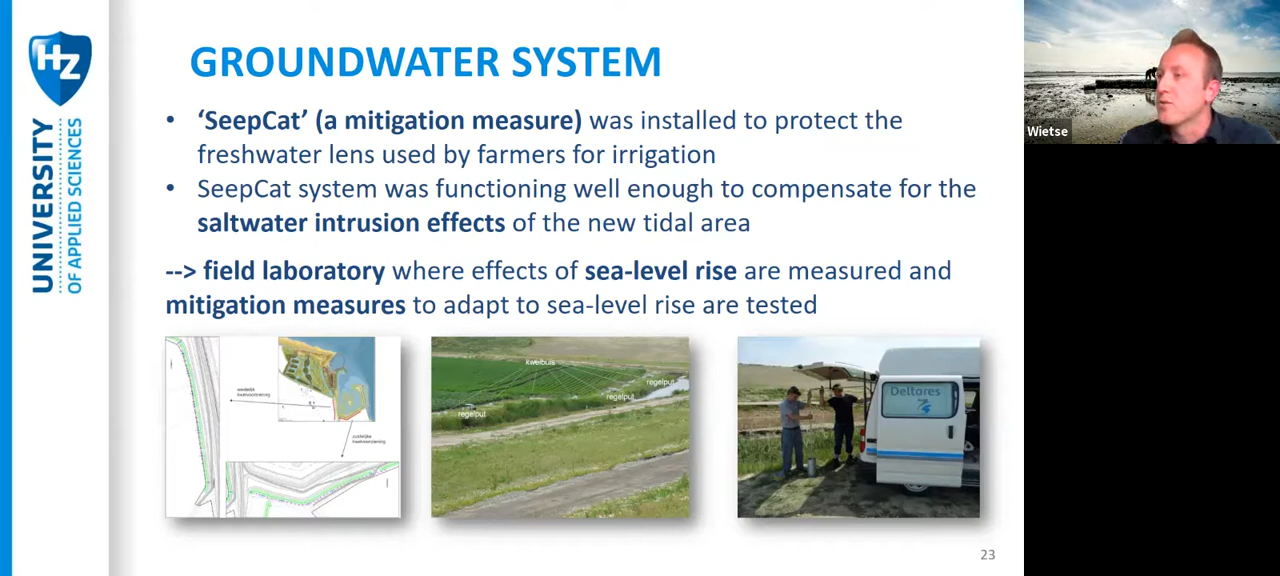 HZ
UNIVERSITY
OF APPLIED SCIENCES
GROUNDWATER SYSTEM
• ‘SeepCat’ (a mitigation measure) was installed to protect the
freshwater lens used by farmers for irrigation
• SeepCat system was functioning well enough to compensate for the
saltwater intrusion effects of the new tidal area
--> field laboratory where effects of sea-level rise are measured and
mitigation measures to adapt to sea-level rise are tested
kwelbuis
regelput
regelput
regelput
Deltares
23
Wietse